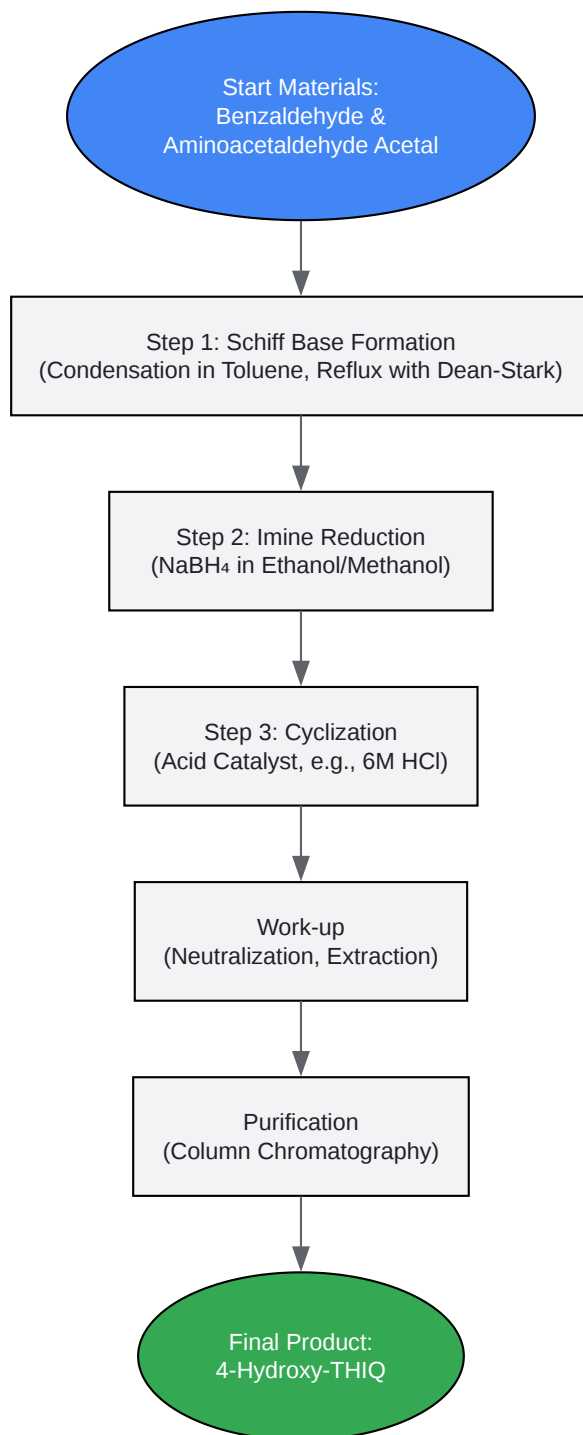 Start Materials:
Benzaldehyde &
Aminoacetaldehyde Acetal
Step 1: Schiff Base Formation
(Condensation in Toluene, Reflux with Dean-Stark)
Step 2: Imine Reduction
(NaBH₄ in Ethanol/Methanol)
Step 3: Cyclization
(Acid Catalyst, e.g., 6M HCl)
Work-up
(Neutralization, Extraction)
Purification
(Column Chromatography)
Final Product:
4-Hydroxy-THIQ